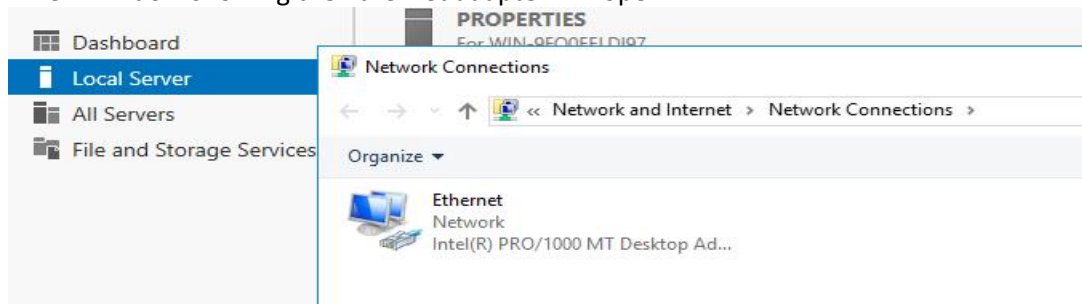 PROPERTIES
For
Dashboard
Local Server
All Servers
File and Storage Services
Network Connections
« Network and Internet > Network Connections >
Organize
Ethernet
Network
Intel(R) PRO/1000 MT Desktop Ad...